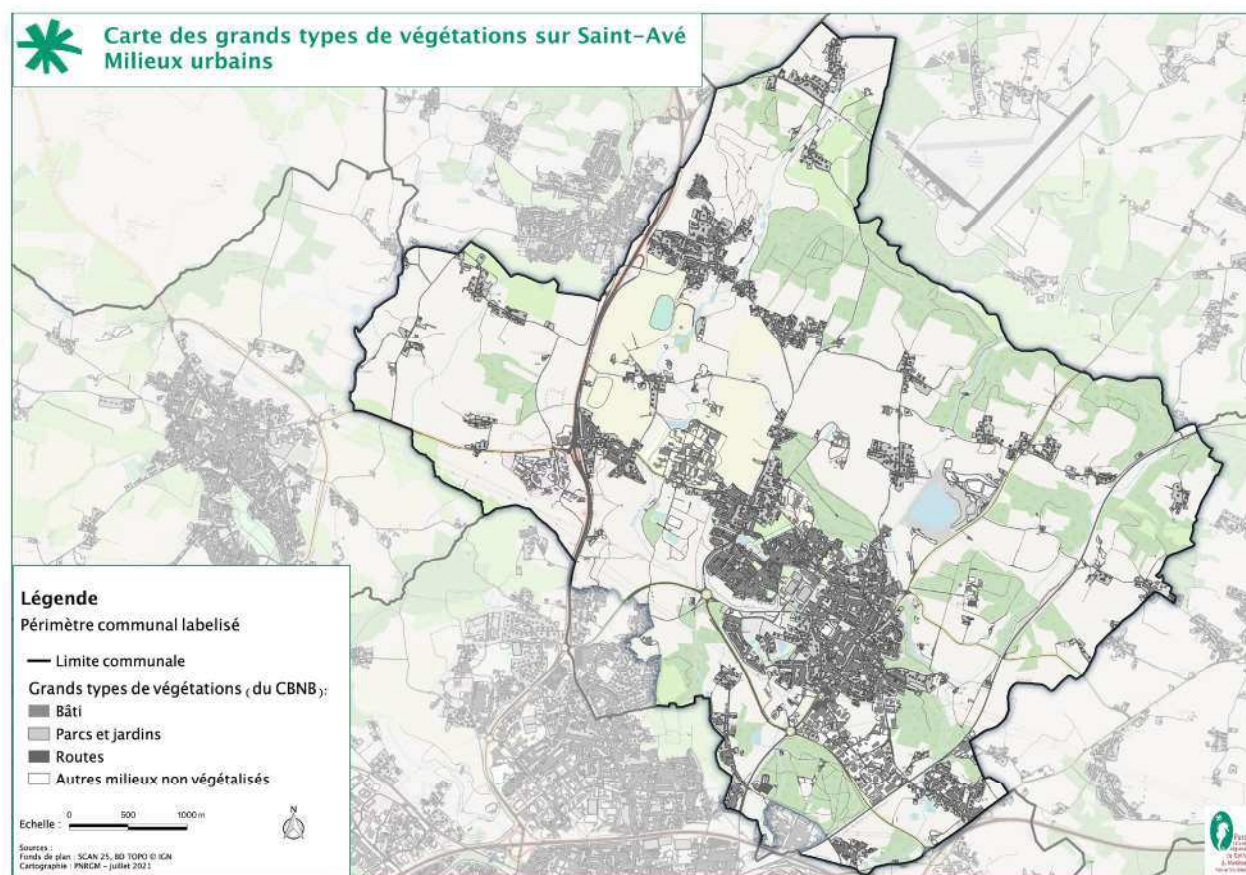 Carte des grands types de végétations sur Saint-Avé
Milieux urbains
Légende
Périmètre communal labelisé
Limite communale
Grands types de végétations ( du CBNB ):
Bâti
Parcs et jardins
Routes
Autres milieux non végétalisés
0 500 1000 m
N
Echelle :
Sources :
Fonds de plan : SCAN 25, BD TOPO © IGN
Cartographie : PNRGM - juillet 2021